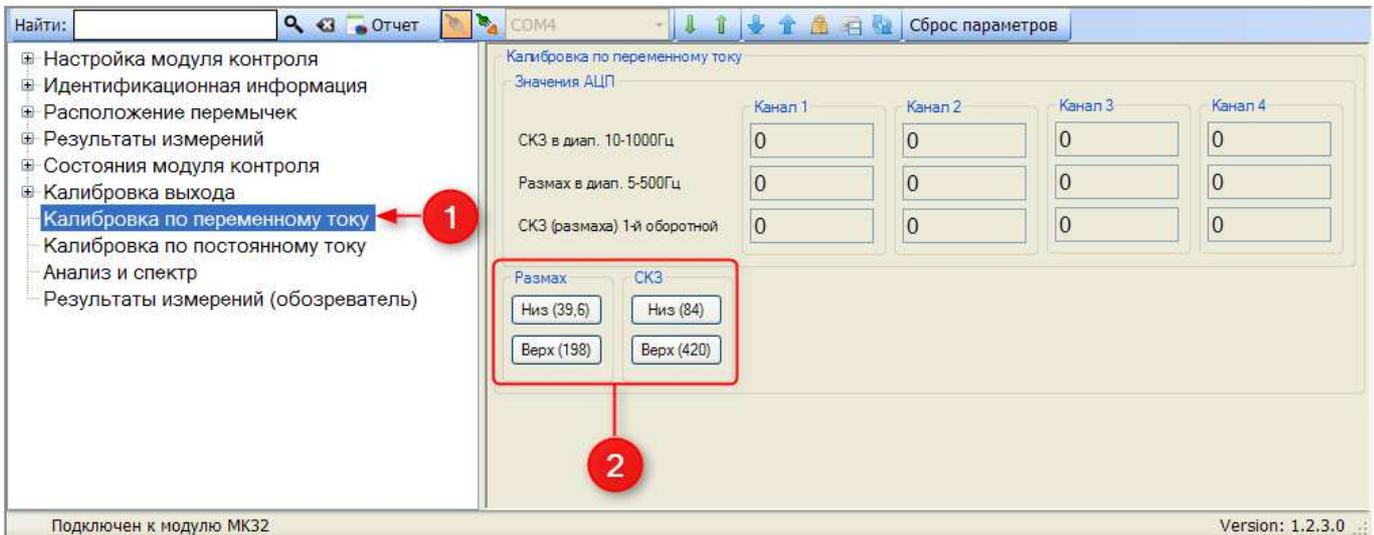 Найти: Отчет COM4 Сброс параметров
Настройка модуля контроля
Идентификационная информация
Расположение перемычек
Результаты измерений
Состояния модуля контроля
Калибровка выхода
Калибровка по переменному току
1
Калибровка по постоянному току
Анализ и спектр
Результаты измерений (обозреватель)
Калибровка по переменному току
Значения АЦП
Канал 1 Канал 2 Канал 3 Канал 4
СКЗ в диап. 10-1000Гц 0 0 0 0
Размах в диап. 5-500Гц 0 0 0 0
СКЗ (размаха) 1-й оборотной 0 0 0 0
Размах СКЗ
Низ (39,6) Низ (84)
Верх (198) Верх (420)
2
Подключен к модулю МК32 Version: 1.2.3.0